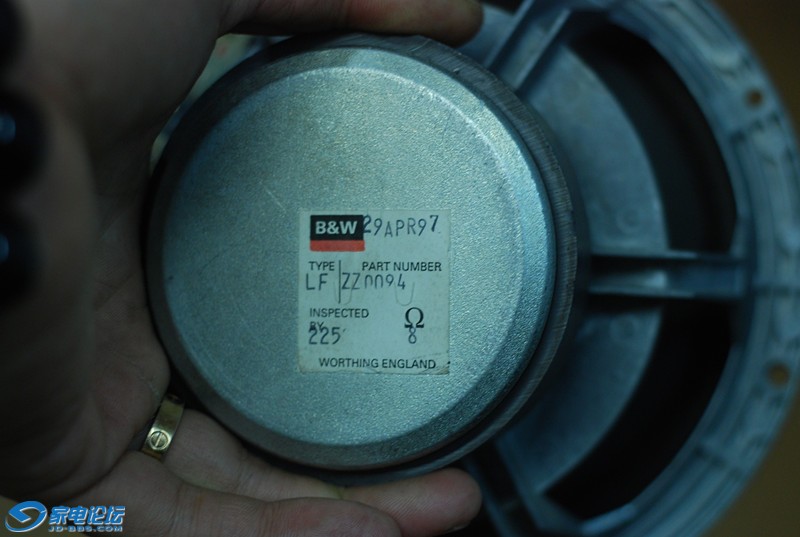 B&W 29APR97
TYPE PART NUMBER
LF ZZ0094
INSPECTED Ω
BY
225 8
WORTHING ENGLAND
家电论坛
JD-BBS.COM